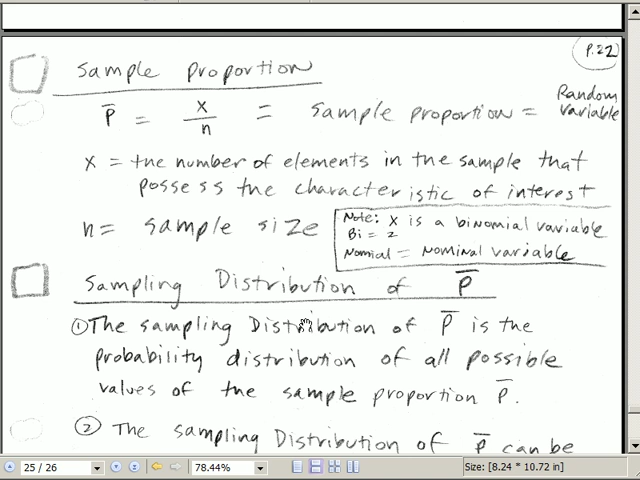 P.22
Sample Proportion
P̅ = x/n = sample proportion = Random Variable
x = the number of elements in the sample that
possess the characteristic of interest
n = sample size
Note: X is a binomial variable
Bi = 2
Nomial = Nominal variable
Sampling Distribution of P̅
① The sampling Distribution of P̅ is the
probability distribution of all possible
values of the sample proportion P̅.
② The sampling Distribution of P̅ can be
25 / 26
78.44%
Size: [8.24 * 10.72 in]